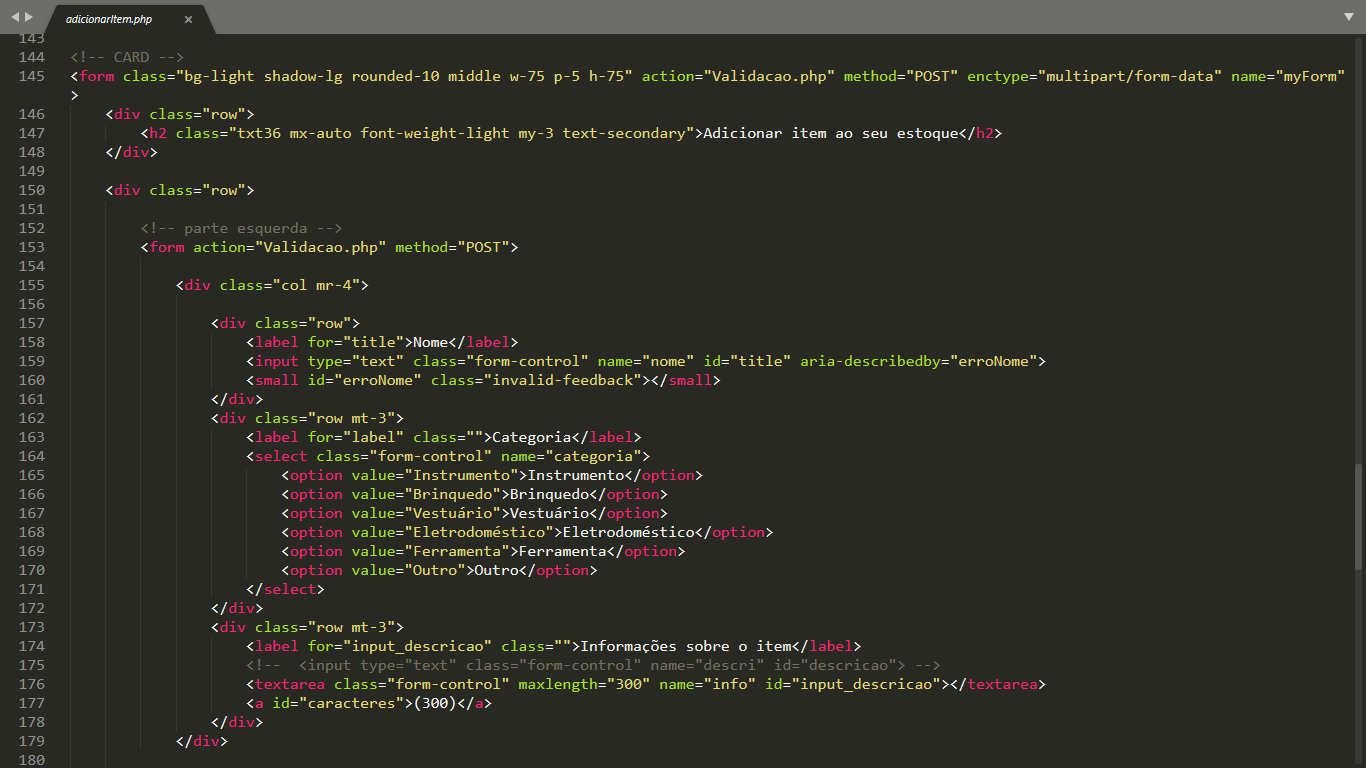 adicionarItem.php ×
143
144 <!-- CARD -->
145 <form class="bg-light shadow-lg rounded-10 middle w-75 p-5 h-75" action="Validacao.php" method="POST" enctype="multipart/form-data" name="myForm"
>
146 <div class="row">
147 <h2 class="txt36 mx-auto font-weight-light my-3 text-secondary">Adicionar item ao seu estoque</h2>
148 </div>
149
150 <div class="row">
151
152 <!-- parte esquerda -->
153 <form action="Validacao.php" method="POST">
154
155 <div class="col mr-4">
156
157 <div class="row">
158 <label for="title">Nome</label>
159 <input type="text" class="form-control" name="nome" id="title" aria-describedby="erroNome">
160 <small id="erroNome" class="invalid-feedback"></small>
161 </div>
162 <div class="row mt-3">
163 <label for="label" class="">Categoria</label>
164 <select class="form-control" name="categoria">
165 <option value="Instrumento">Instrumento</option>
166 <option value="Brinquedo">Brinquedo</option>
167 <option value="Vestuário">Vestuário</option>
168 <option value="Eletrodoméstico">Eletrodoméstico</option>
169 <option value="Ferramenta">Ferramenta</option>
170 <option value="Outro">Outro</option>
171 </select>
172 </div>
173 <div class="row mt-3">
174 <label for="input_descricao" class="">Informações sobre o item</label>
175 <!--  <input type="text" class="form-control" name="descri" id="descricao"> -->
176 <textarea class="form-control" maxlength="300" name="info" id="input_descricao"></textarea>
177 <a id="caracteres">(300)</a>
178 </div>
179 </div>
180